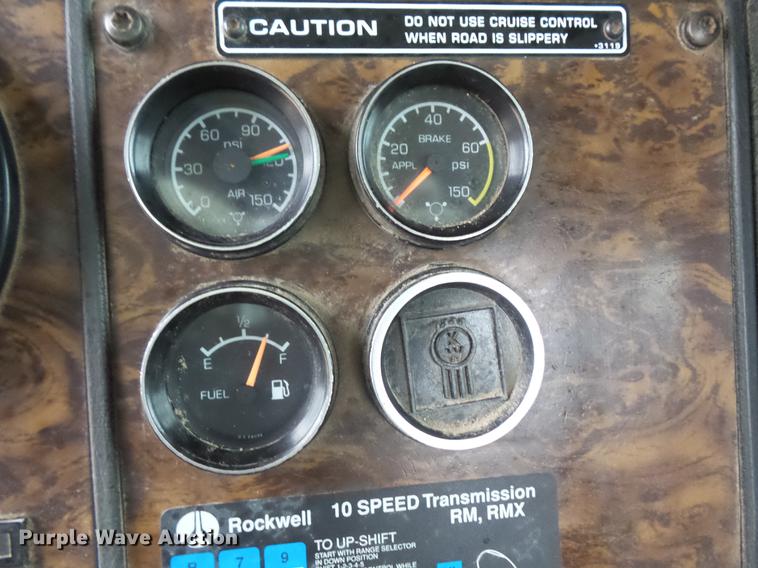 CAUTION
DO NOT USE CRUISE CONTROL
WHEN ROAD IS SLIPPERY
3115
60 90
psi
30 120
0 AIR 150
40
BRAKE
20 60
APPL psi
150
1/2
E F
FUEL
KW
Rockwell
10 SPEED Transmission
RM, RMX
TO UP-SHIFT
START WITH RANGE SELECTOR
IN DOWN POSITION
R 7 9
Purple Wave Auction